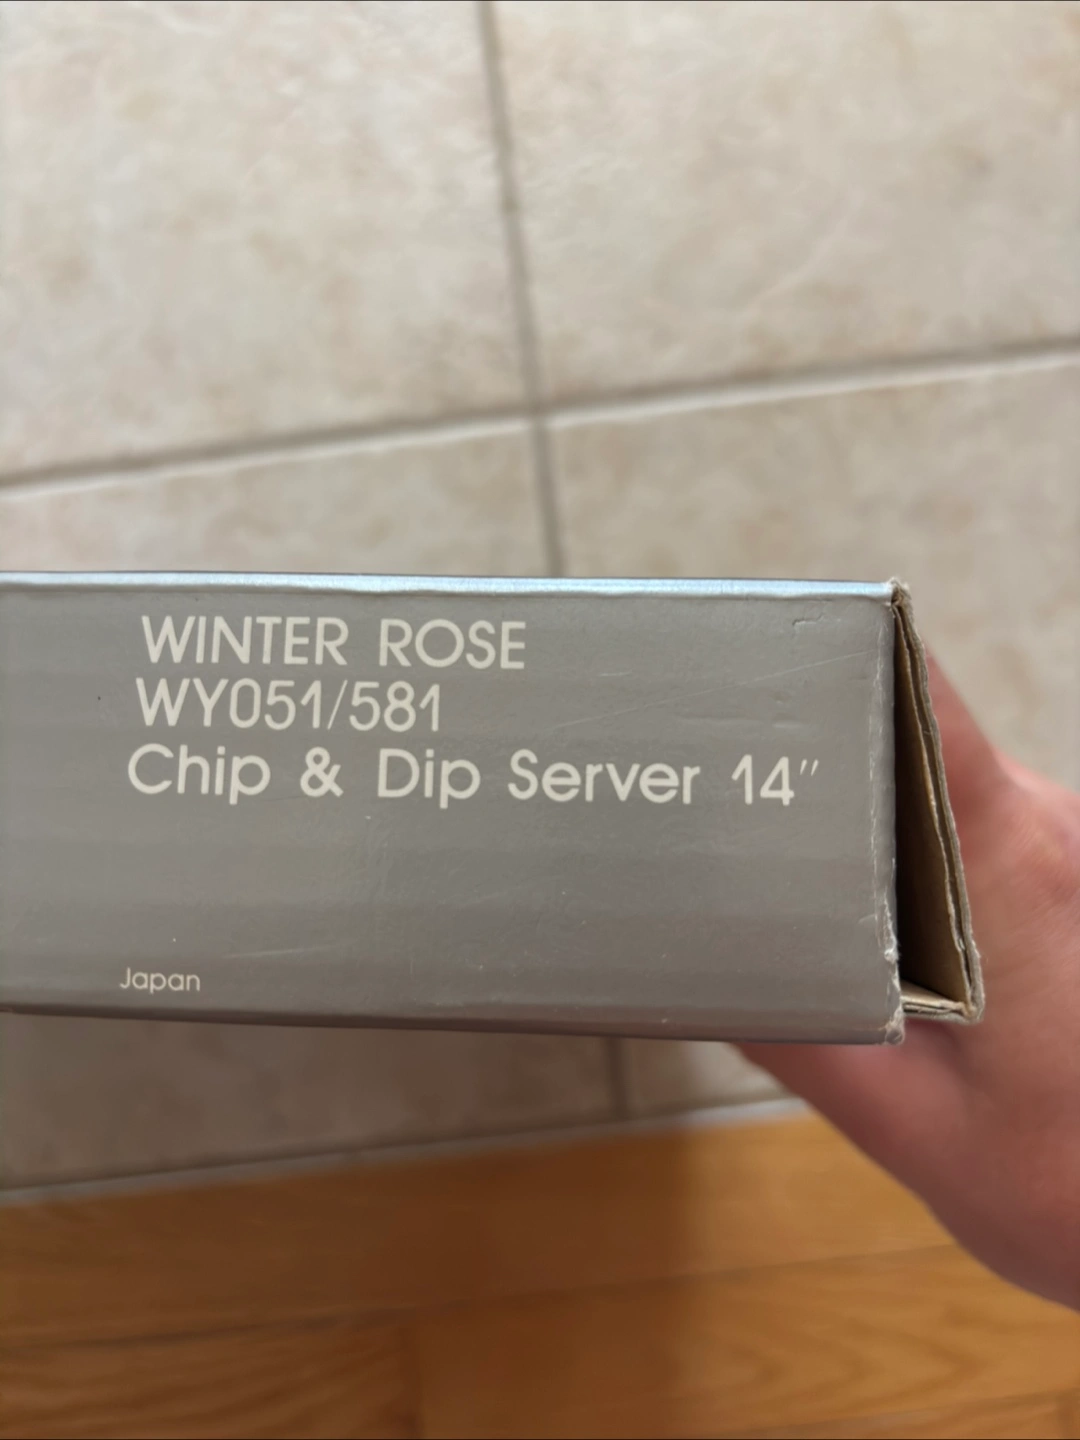 WINTER ROSE
WY051/581
Chip & Dip Server 14″
Japan